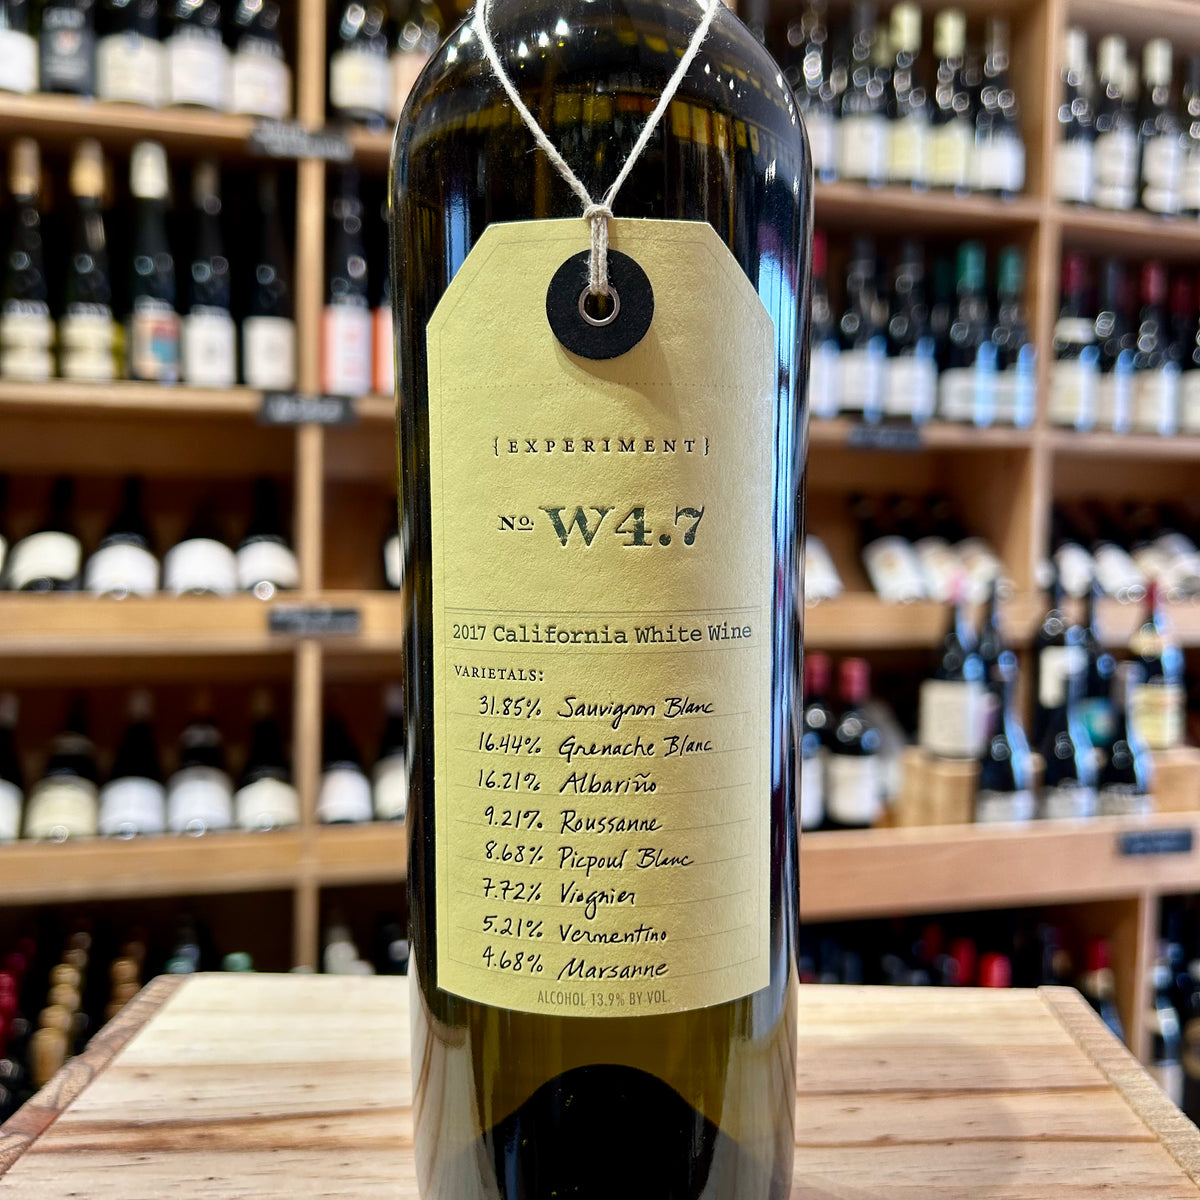 {EXPERIMENT}
No. W4.7
2017 California White Wine
VARIETALS:
31.85% Sauvignon Blanc
16.44% Grenache Blanc
16.21% Albariño
9.21% Roussanne
8.68% Picpoul Blanc
7.72% Viognier
5.21% Vermentino
4.68% Marsanne
ALCOHOL 13.9% BY VOL.